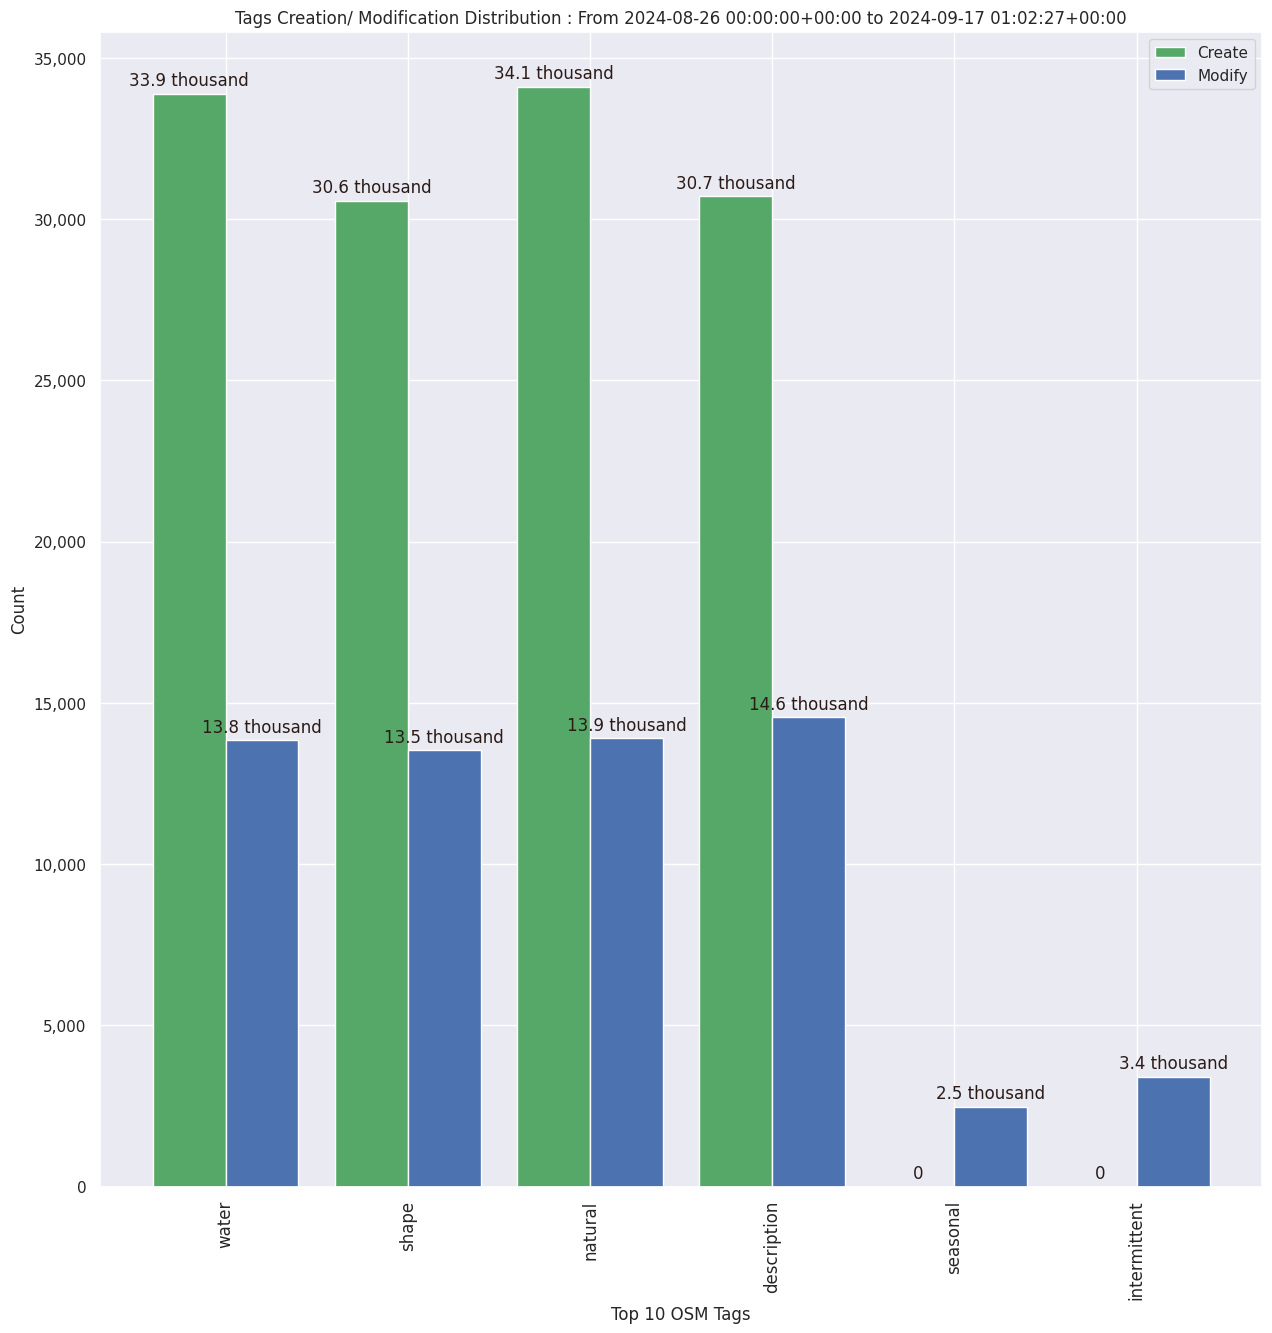 Tags Creation/ Modification Distribution : From 2024-08-26 00:00:00+00:00 to 2024-09-17 01:02:27+00:00
Create
Modify
35,000
30,000
25,000
20,000
15,000
10,000
5,000
0
Count
33.9 thousand
30.6 thousand
34.1 thousand
30.7 thousand
0
0
13.8 thousand
13.5 thousand
13.9 thousand
14.6 thousand
2.5 thousand
3.4 thousand
water
shape
natural
description
seasonal
intermittent
Top 10 OSM Tags